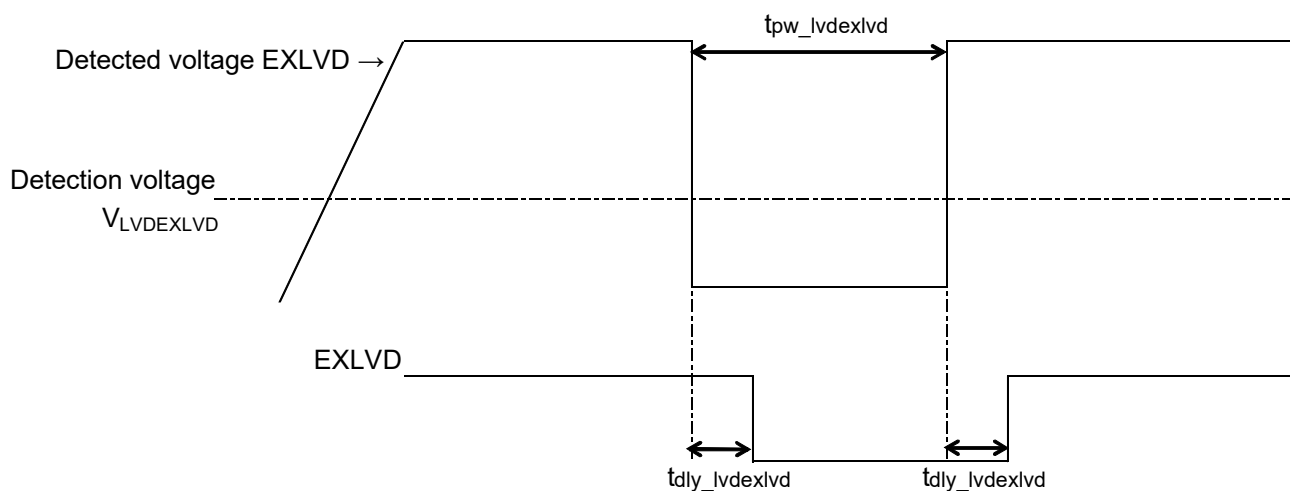 tpw_lvdexlvd
Detected voltage EXLVD →
Detection voltage
VLVDEXLVD
EXLVD
tdly_lvdexlvd
tdly_lvdexlvd